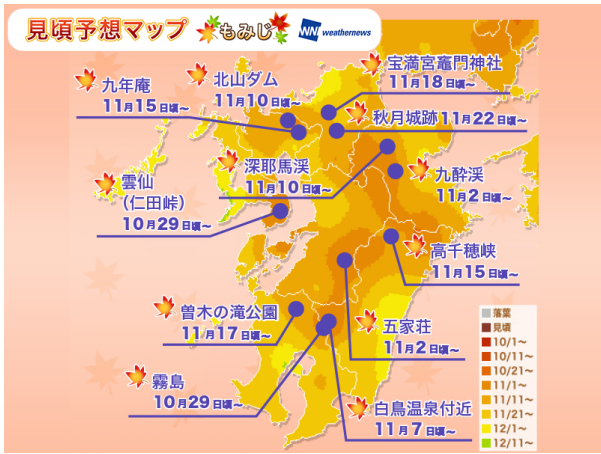 見頃予想マップ もみじ WNI weathernews
九年庵
11月15日頃~
北山ダム
11月10日頃~
宝満宮竈門神社
11月18日頃~
秋月城跡 11月22日頃~
深耶馬渓
11月10日頃~
九酔渓
11月2日頃~
雲仙
(仁田峠)
10月29日頃~
高千穂峡
11月15日頃~
曽木の滝公園
11月17日頃~
五家荘
11月2日頃~
霧島
10月29日頃~
白鳥温泉付近
11月7日頃~
落葉
見頃
10/1~
10/11~
10/21~
11/1~
11/11~
11/21~
12/1~
12/11~